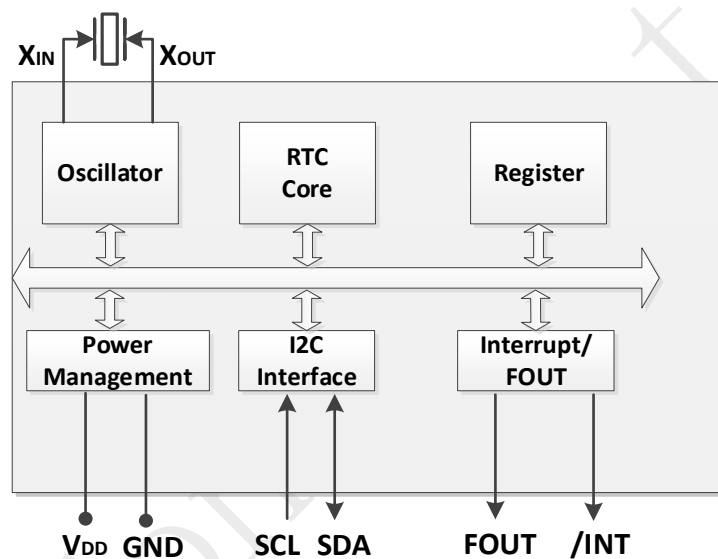 XIN XOUT
Oscillator
RTC
Core
Register
Power
Management
I2C
Interface
Interrupt/
FOUT
VDD GND SCL SDA FOUT /INT